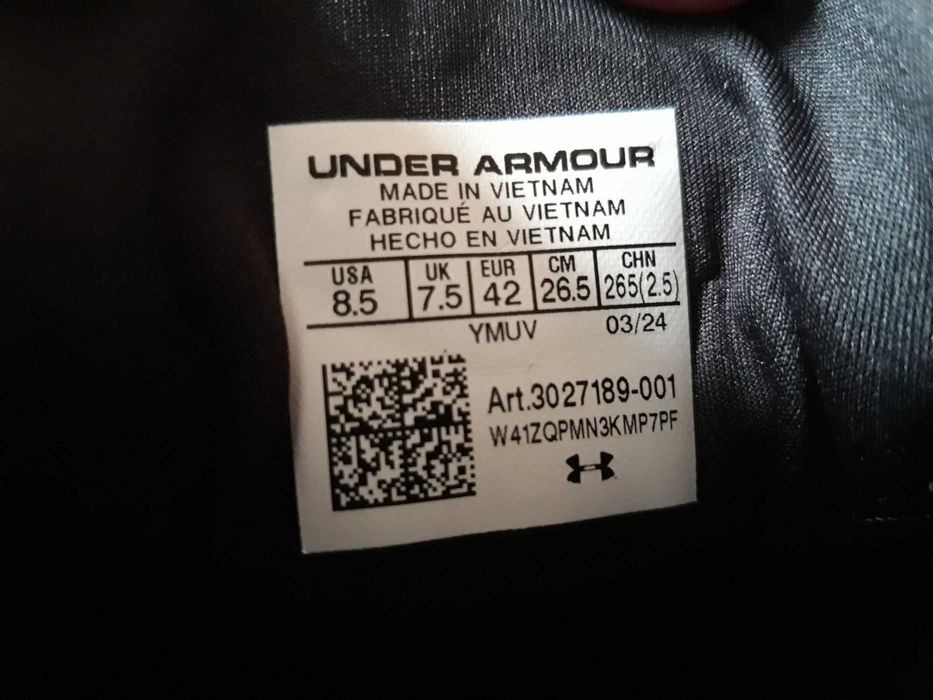 UNDER ARMOUR
MADE IN VIETNAM
FABRIQUÉ AU VIETNAM
HECHO EN VIETNAM
USA UK EUR CM CHN
8.5 7.5 42 26.5 265(2.5)
YMUV 03/24
Art.3027189-001
W41ZQPMN3KMP7PF